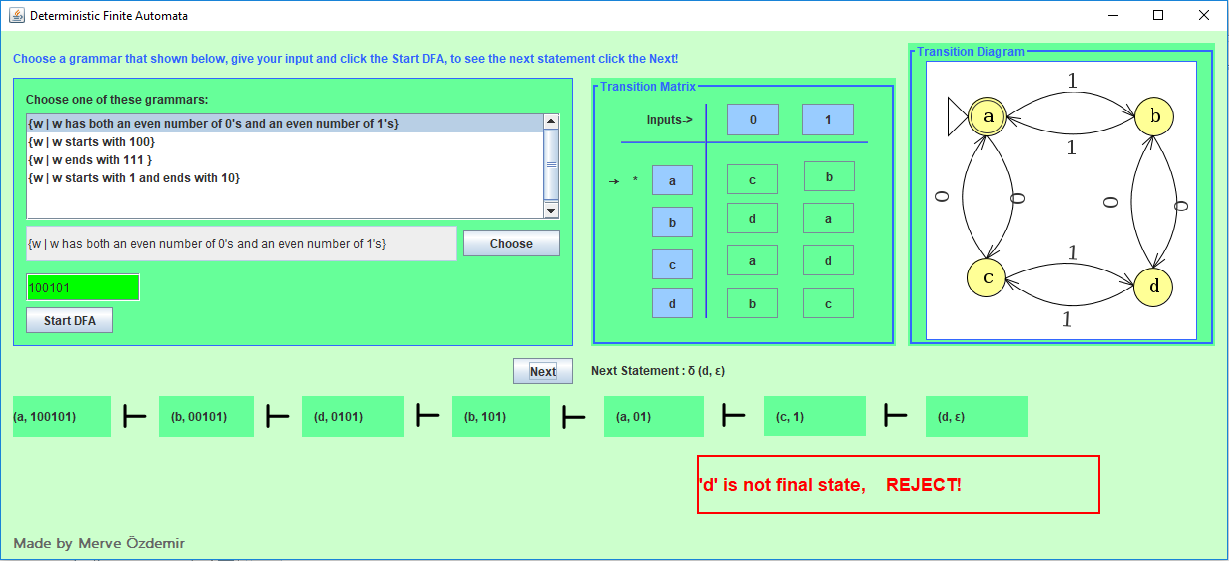 Deterministic Finite Automata
Choose a grammar that shown below, give your input and click the Start DFA, to see the next statement click the Next!
Choose one of these grammars:
{w | w has both an even number of 0's and an even number of 1's}
{w | w starts with 100}
{w | w ends with 111 }
{w | w starts with 1 and ends with 10}
{w | w has both an even number of 0's and an even number of 1's}
Choose
100101
Start DFA
Transition Matrix
Inputs-> 0 1
→ * a c b
b d a
c a d
d b c
Transition Diagram
1
a b
1
0 0 0 0
1
c d
1
Next
Next Statement : δ (d, ε)
(a, 100101) ⊢ (b, 00101) ⊢ (d, 0101) ⊢ (b, 101) ⊢ (a, 01) ⊢ (c, 1) ⊢ (d, ε)
'd' is not final state, REJECT!
Made by Merve Özdemir